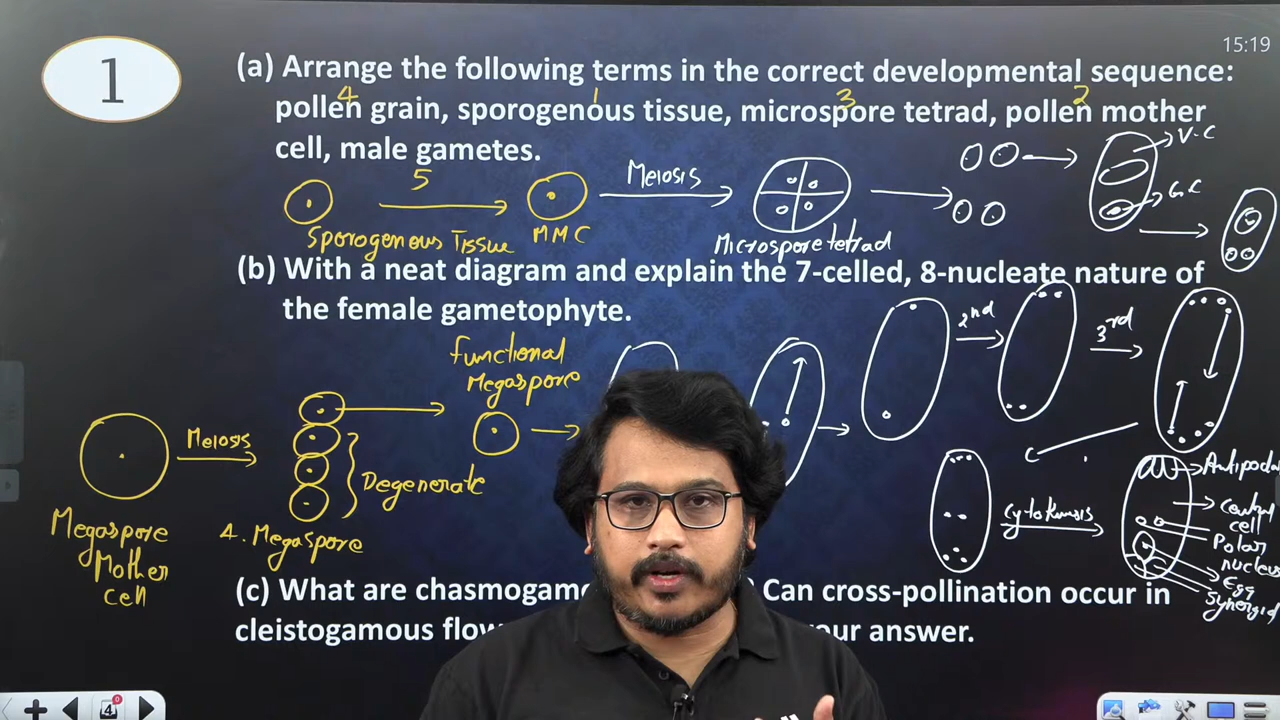 15:19
1
(a) Arrange the following terms in the correct developmental sequence:
4 1 3 2
pollen grain, sporogenous tissue, microspore tetrad, pollen mother
cell, male gametes.
5
V.C
G.C
Meiosis
Sporogenous Tissue
MMC
Microspore tetrad
(b) With a neat diagram and explain the 7-celled, 8-nucleate nature of
the female gametophyte.
2nd
3rd
functional
Megaspore
Meiosis
Degenerate
Megaspore
Mother
cell
4. Megaspore
Cytokinesis
Central
cell
Polar
nucleus
Egg
Synergid
(c) What are
Can cross-pollination occur in
cleistogamous
answer.
4
0